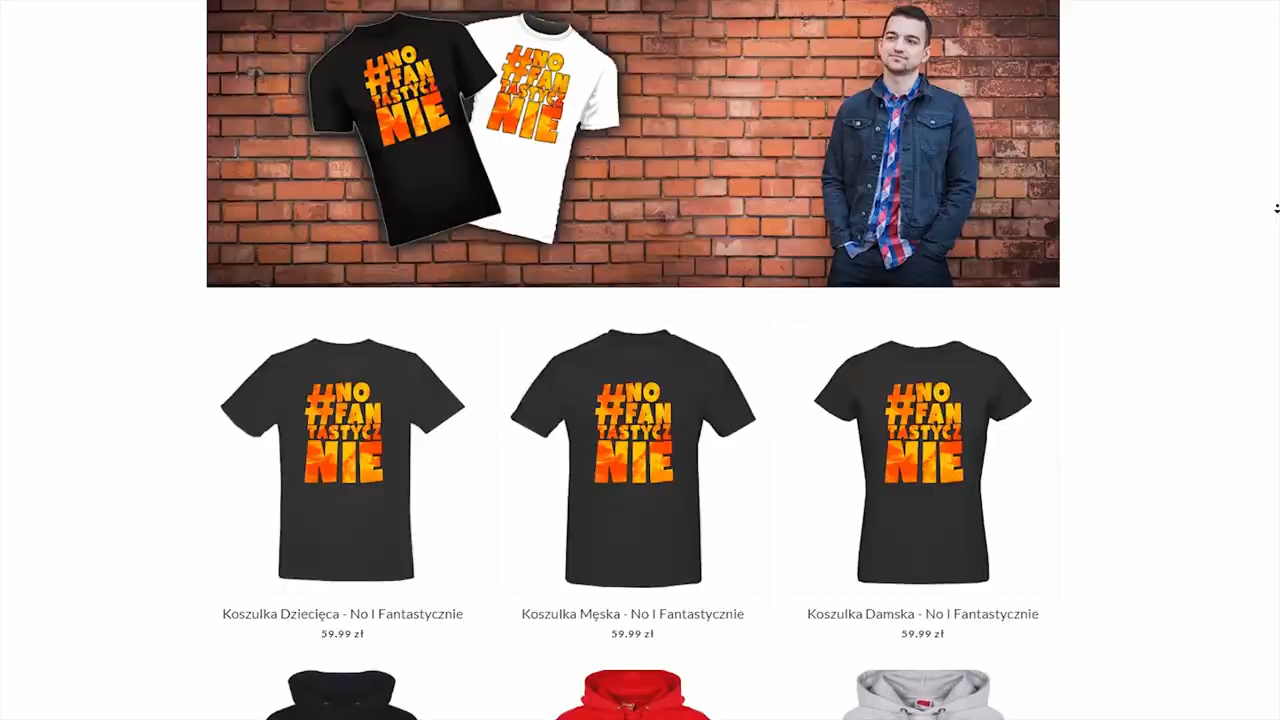 #NO
FAN
TASTYCZ
NIE
#NO
FAN
TASTYCZ
NIE
#NO
FAN
TASTYCZ
NIE
#NO
FAN
TASTYCZ
NIE
#NO
FAN
TASTYCZ
NIE
Koszulka Dziecięca - No I Fantastycznie
59.99 zł
Koszulka Męska - No I Fantastycznie
59.99 zł
Koszulka Damska - No I Fantastycznie
59.99 zł